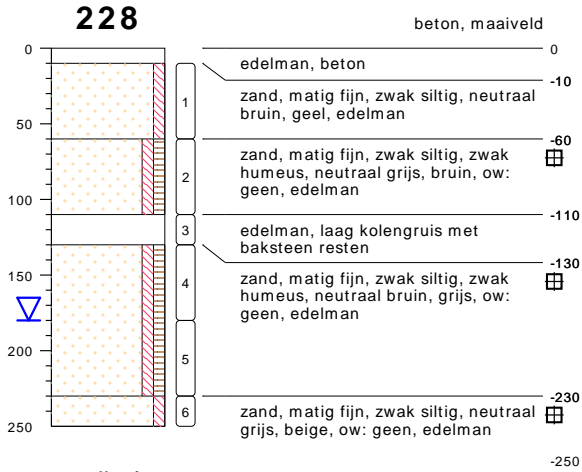 228
beton, maaiveld
0
0
edelman, beton
-10
zand, matig fijn, zwak siltig, neutraal
bruin, geel, edelman
1
50
-60
zand, matig fijn, zwak siltig, zwak
humeus, neutraal grijs, bruin, ow:
geen, edelman
2
100
-110
edelman, laag kolengruis met
baksteen resten
3
-130
zand, matig fijn, zwak siltig, zwak
humeus, neutraal bruin, grijs, ow:
geen, edelman
150
4
200
5
-230
zand, matig fijn, zwak siltig, neutraal
grijs, beige, ow: geen, edelman
6
250
-250